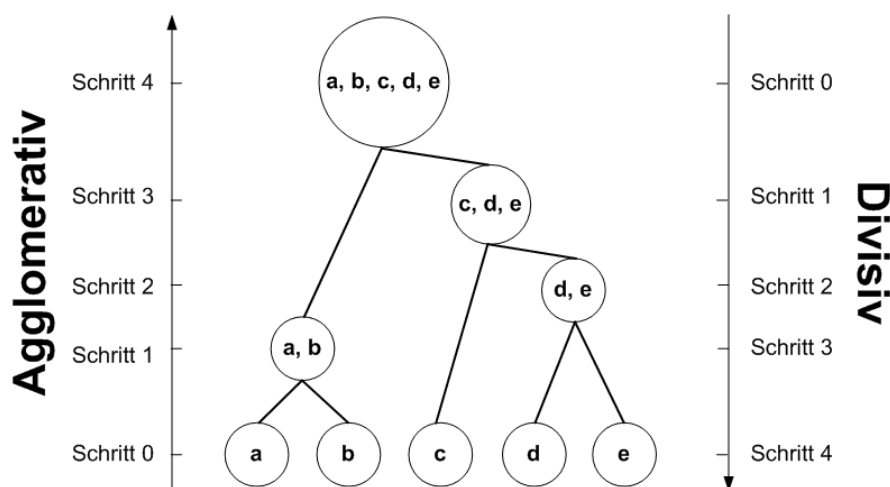 Agglomerativ
Schritt 4
Schritt 3
Schritt 2
Schritt 1
Schritt 0
a, b, c, d, e
c, d, e
d, e
a, b
a
b
c
d
e
Schritt 0
Schritt 1
Schritt 2
Schritt 3
Schritt 4
Divisiv